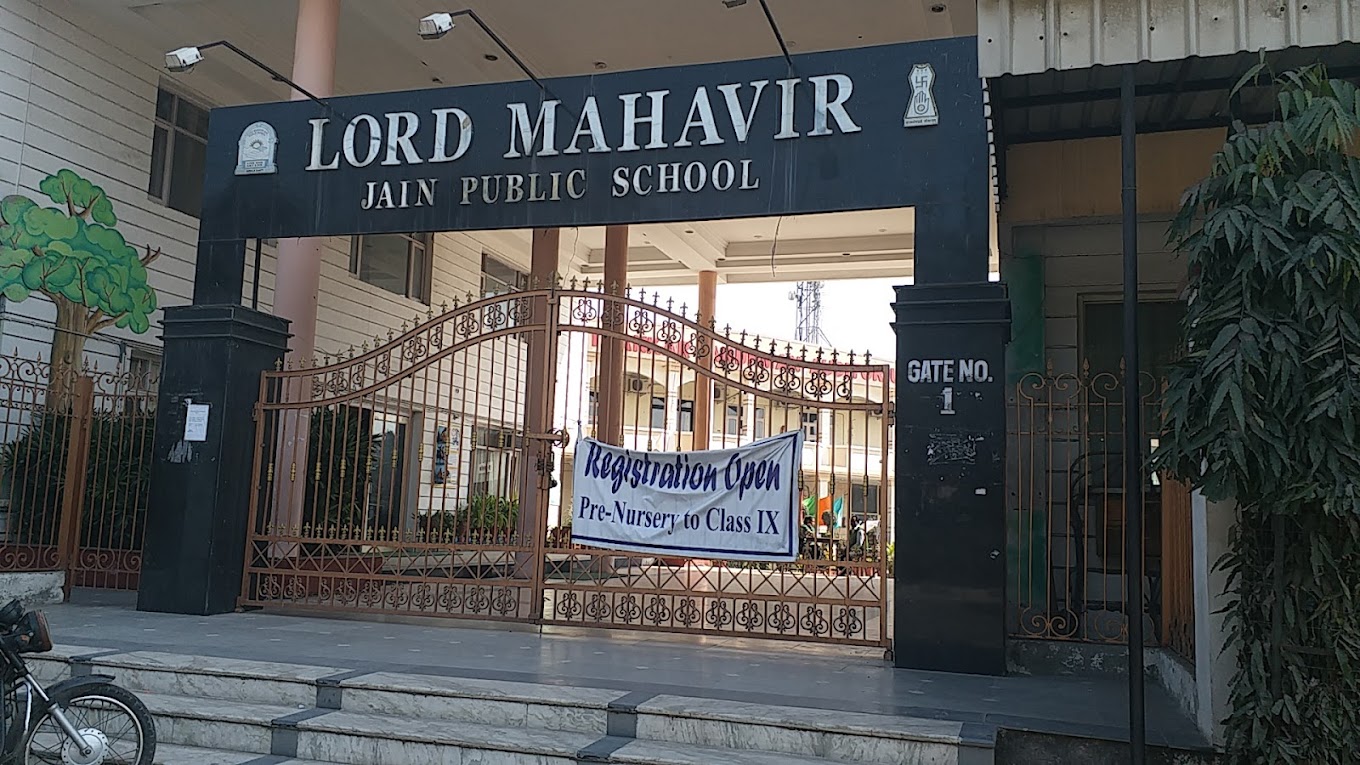 LORD MAHAVIR
JAIN PUBLIC SCHOOL
GATE NO.
1
Registration Open
Pre-Nursery to Class IX